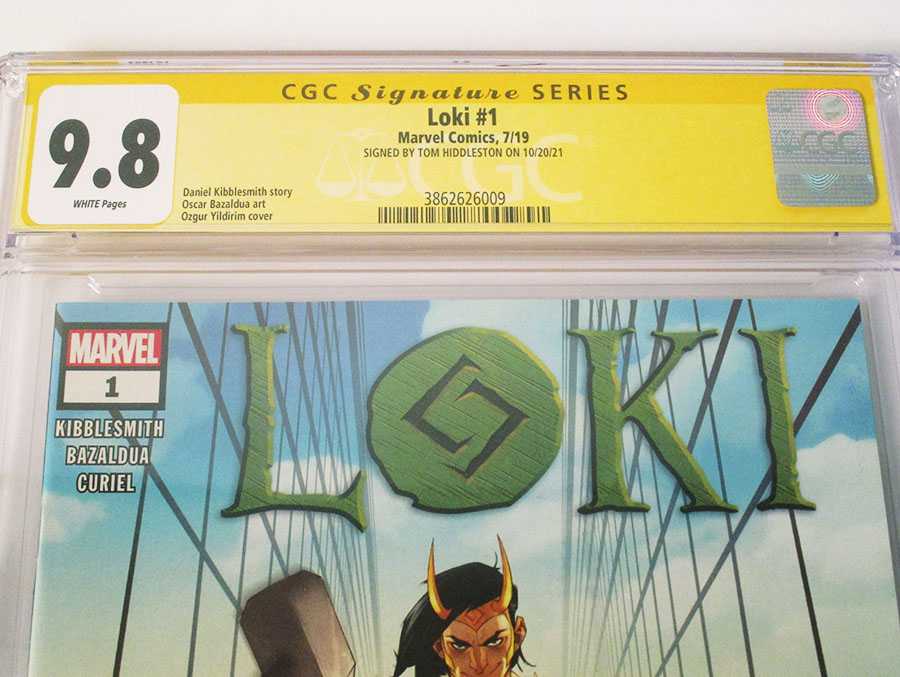 CGC Signature SERIES
Loki #1
Marvel Comics, 7/19
SIGNED BY TOM HIDDLESTON ON 10/20/21
9.8
WHITE Pages
Daniel Kibblesmith story
Oscar Bazaldua art
Ozgur Yildirim cover
CGC
3862626009
CGC
MARVEL
1
KIBBLESMITH
BAZALDUA
CURIEL
LOKI